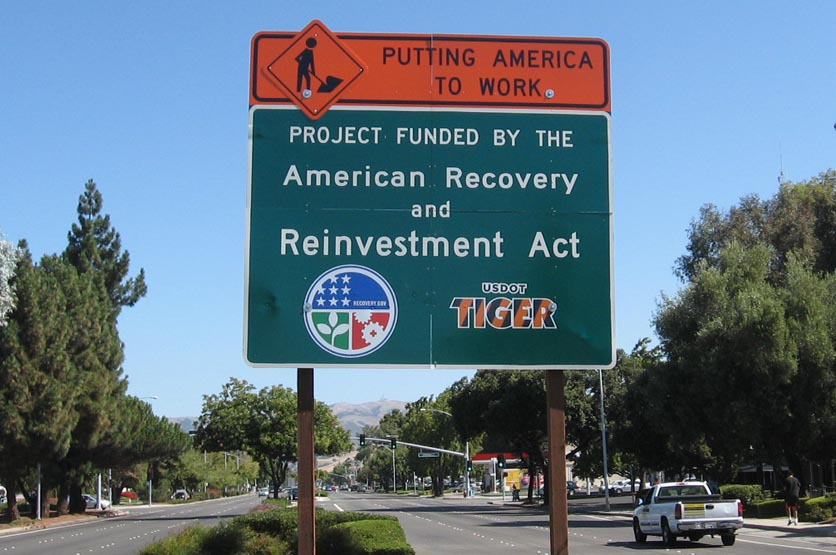 PUTTING AMERICA
TO WORK
PROJECT FUNDED BY THE
American Recovery
and
Reinvestment Act
RECOVERY.GOV
USDOT
TIGER